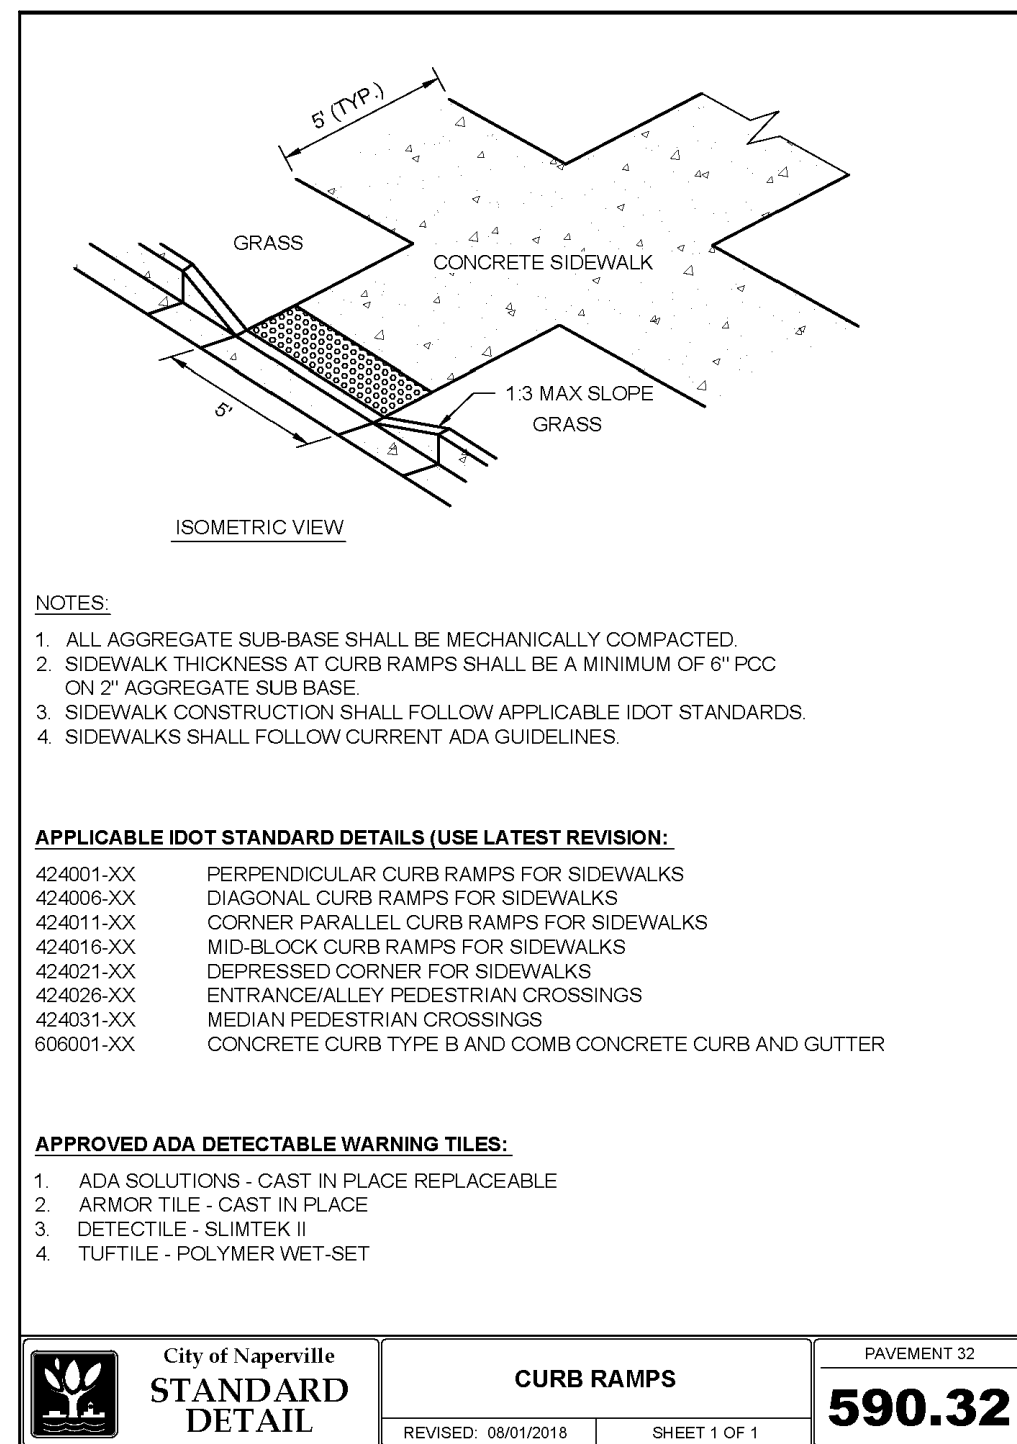 5' (TYP.)
GRASS
CONCRETE SIDEWALK
1:3 MAX SLOPE
GRASS
5'
ISOMETRIC VIEW
NOTES:
1. ALL AGGREGATE SUB-BASE SHALL BE MECHANICALLY COMPACTED.
2. SIDEWALK THICKNESS AT CURB RAMPS SHALL BE A MINIMUM OF 6" PCC
ON 2" AGGREGATE SUB BASE.
3. SIDEWALK CONSTRUCTION SHALL FOLLOW APPLICABLE IDOT STANDARDS.
4. SIDEWALKS SHALL FOLLOW CURRENT ADA GUIDELINES.
APPLICABLE IDOT STANDARD DETAILS (USE LATEST REVISION:
424001-XX PERPENDICULAR CURB RAMPS FOR SIDEWALKS
424006-XX DIAGONAL CURB RAMPS FOR SIDEWALKS
424011-XX CORNER PARALLEL CURB RAMPS FOR SIDEWALKS
424016-XX MID-BLOCK CURB RAMPS FOR SIDEWALKS
424021-XX DEPRESSED CORNER FOR SIDEWALKS
424026-XX ENTRANCE/ALLEY PEDESTRIAN CROSSINGS
424031-XX MEDIAN PEDESTRIAN CROSSINGS
606001-XX CONCRETE CURB TYPE B AND COMB CONCRETE CURB AND GUTTER
APPROVED ADA DETECTABLE WARNING TILES:
1. ADA SOLUTIONS - CAST IN PLACE REPLACEABLE
2. ARMOR TILE - CAST IN PLACE
3. DETECTILE - SLIMTEK II
4. TUFTILE - POLYMER WET-SET
City of Naperville
STANDARD
DETAIL
CURB RAMPS
REVISED: 08/01/2018
SHEET 1 OF 1
PAVEMENT 32
590.32